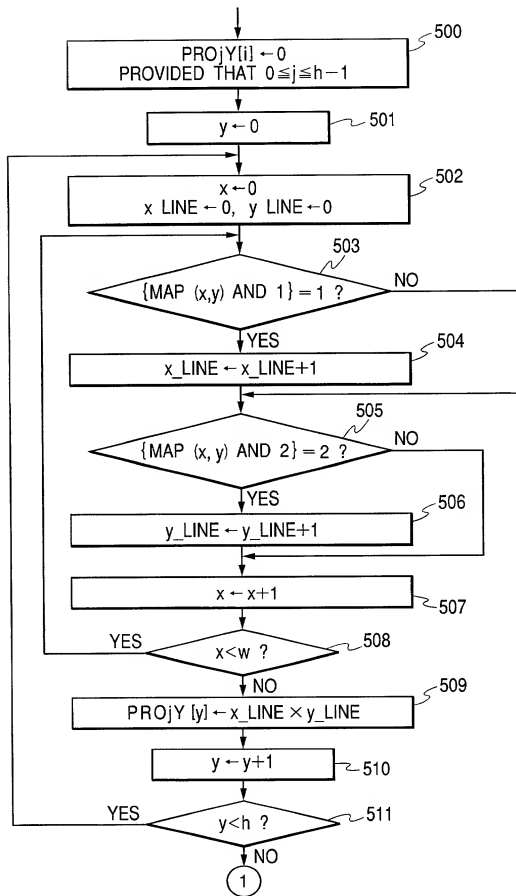 500
PROjY[i]←0
PROVIDED THAT 0≦j≦h−1
y←0
501
502
x←0
x LINE←0, y LINE←0
503
{MAP (x,y) AND 1}=1 ?
NO
YES
504
x_LINE←x_LINE+1
505
{MAP (x, y) AND 2}=2 ?
NO
YES
506
y_LINE←y_LINE+1
x←x+1
507
YES
x<w ?
508
NO
509
PROjY [y]←x_LINE×y_LINE
y←y+1
510
YES
y<h ?
511
NO
1